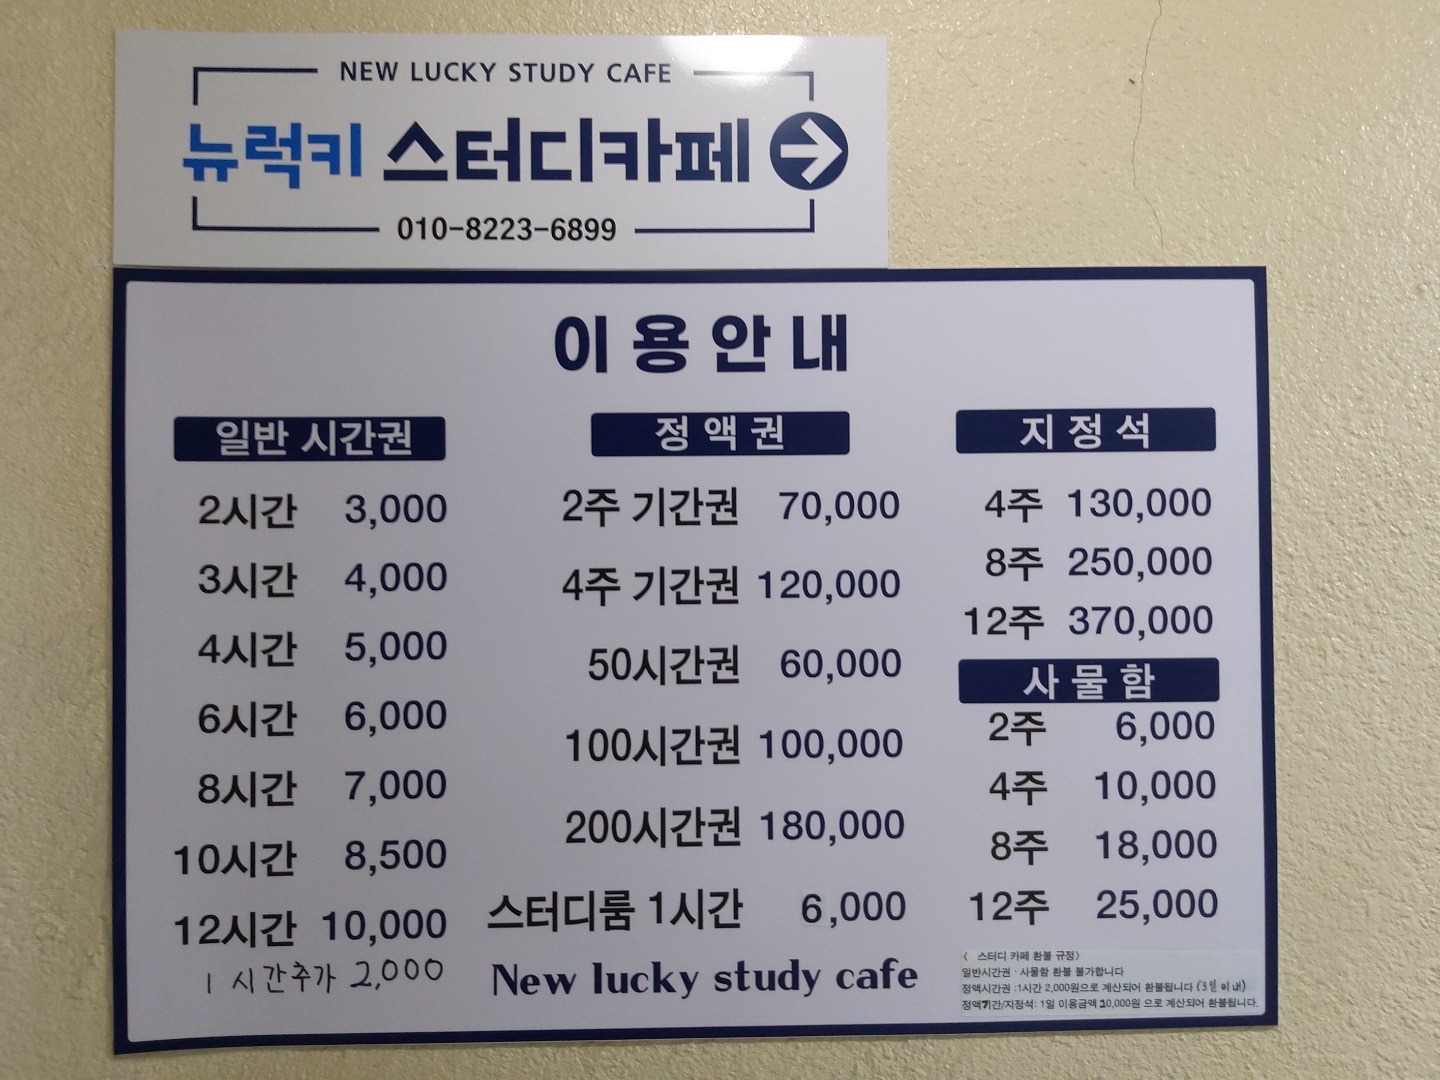 NEW LUCKY STUDY CAFE
뉴럭키 스터디카페
010-8223-6899
이용안내
일반 시간권
2시간 3,000
3시간 4,000
4시간 5,000
6시간 6,000
8시간 7,000
10시간 8,500
12시간 10,000
1 시간추가 2,000
정액권
2주 기간권 70,000
4주 기간권 120,000
50시간권 60,000
100시간권 100,000
200시간권 180,000
스터디룸 1시간 6,000
New lucky study cafe
지정석
4주 130,000
8주 250,000
12주 370,000
사물함
2주 6,000
4주 10,000
8주 18,000
12주 25,000
< 스터디 카페 환불 규정>
일반시간권 · 사물함 환불 불가합니다
정액시간권 :1시간 2,000원으로 계산되어 환불됩니다 (3일 이내)
정액기간/지정석: 1일 이용금액 20,000원 으로 계산되어 환불됩니다.